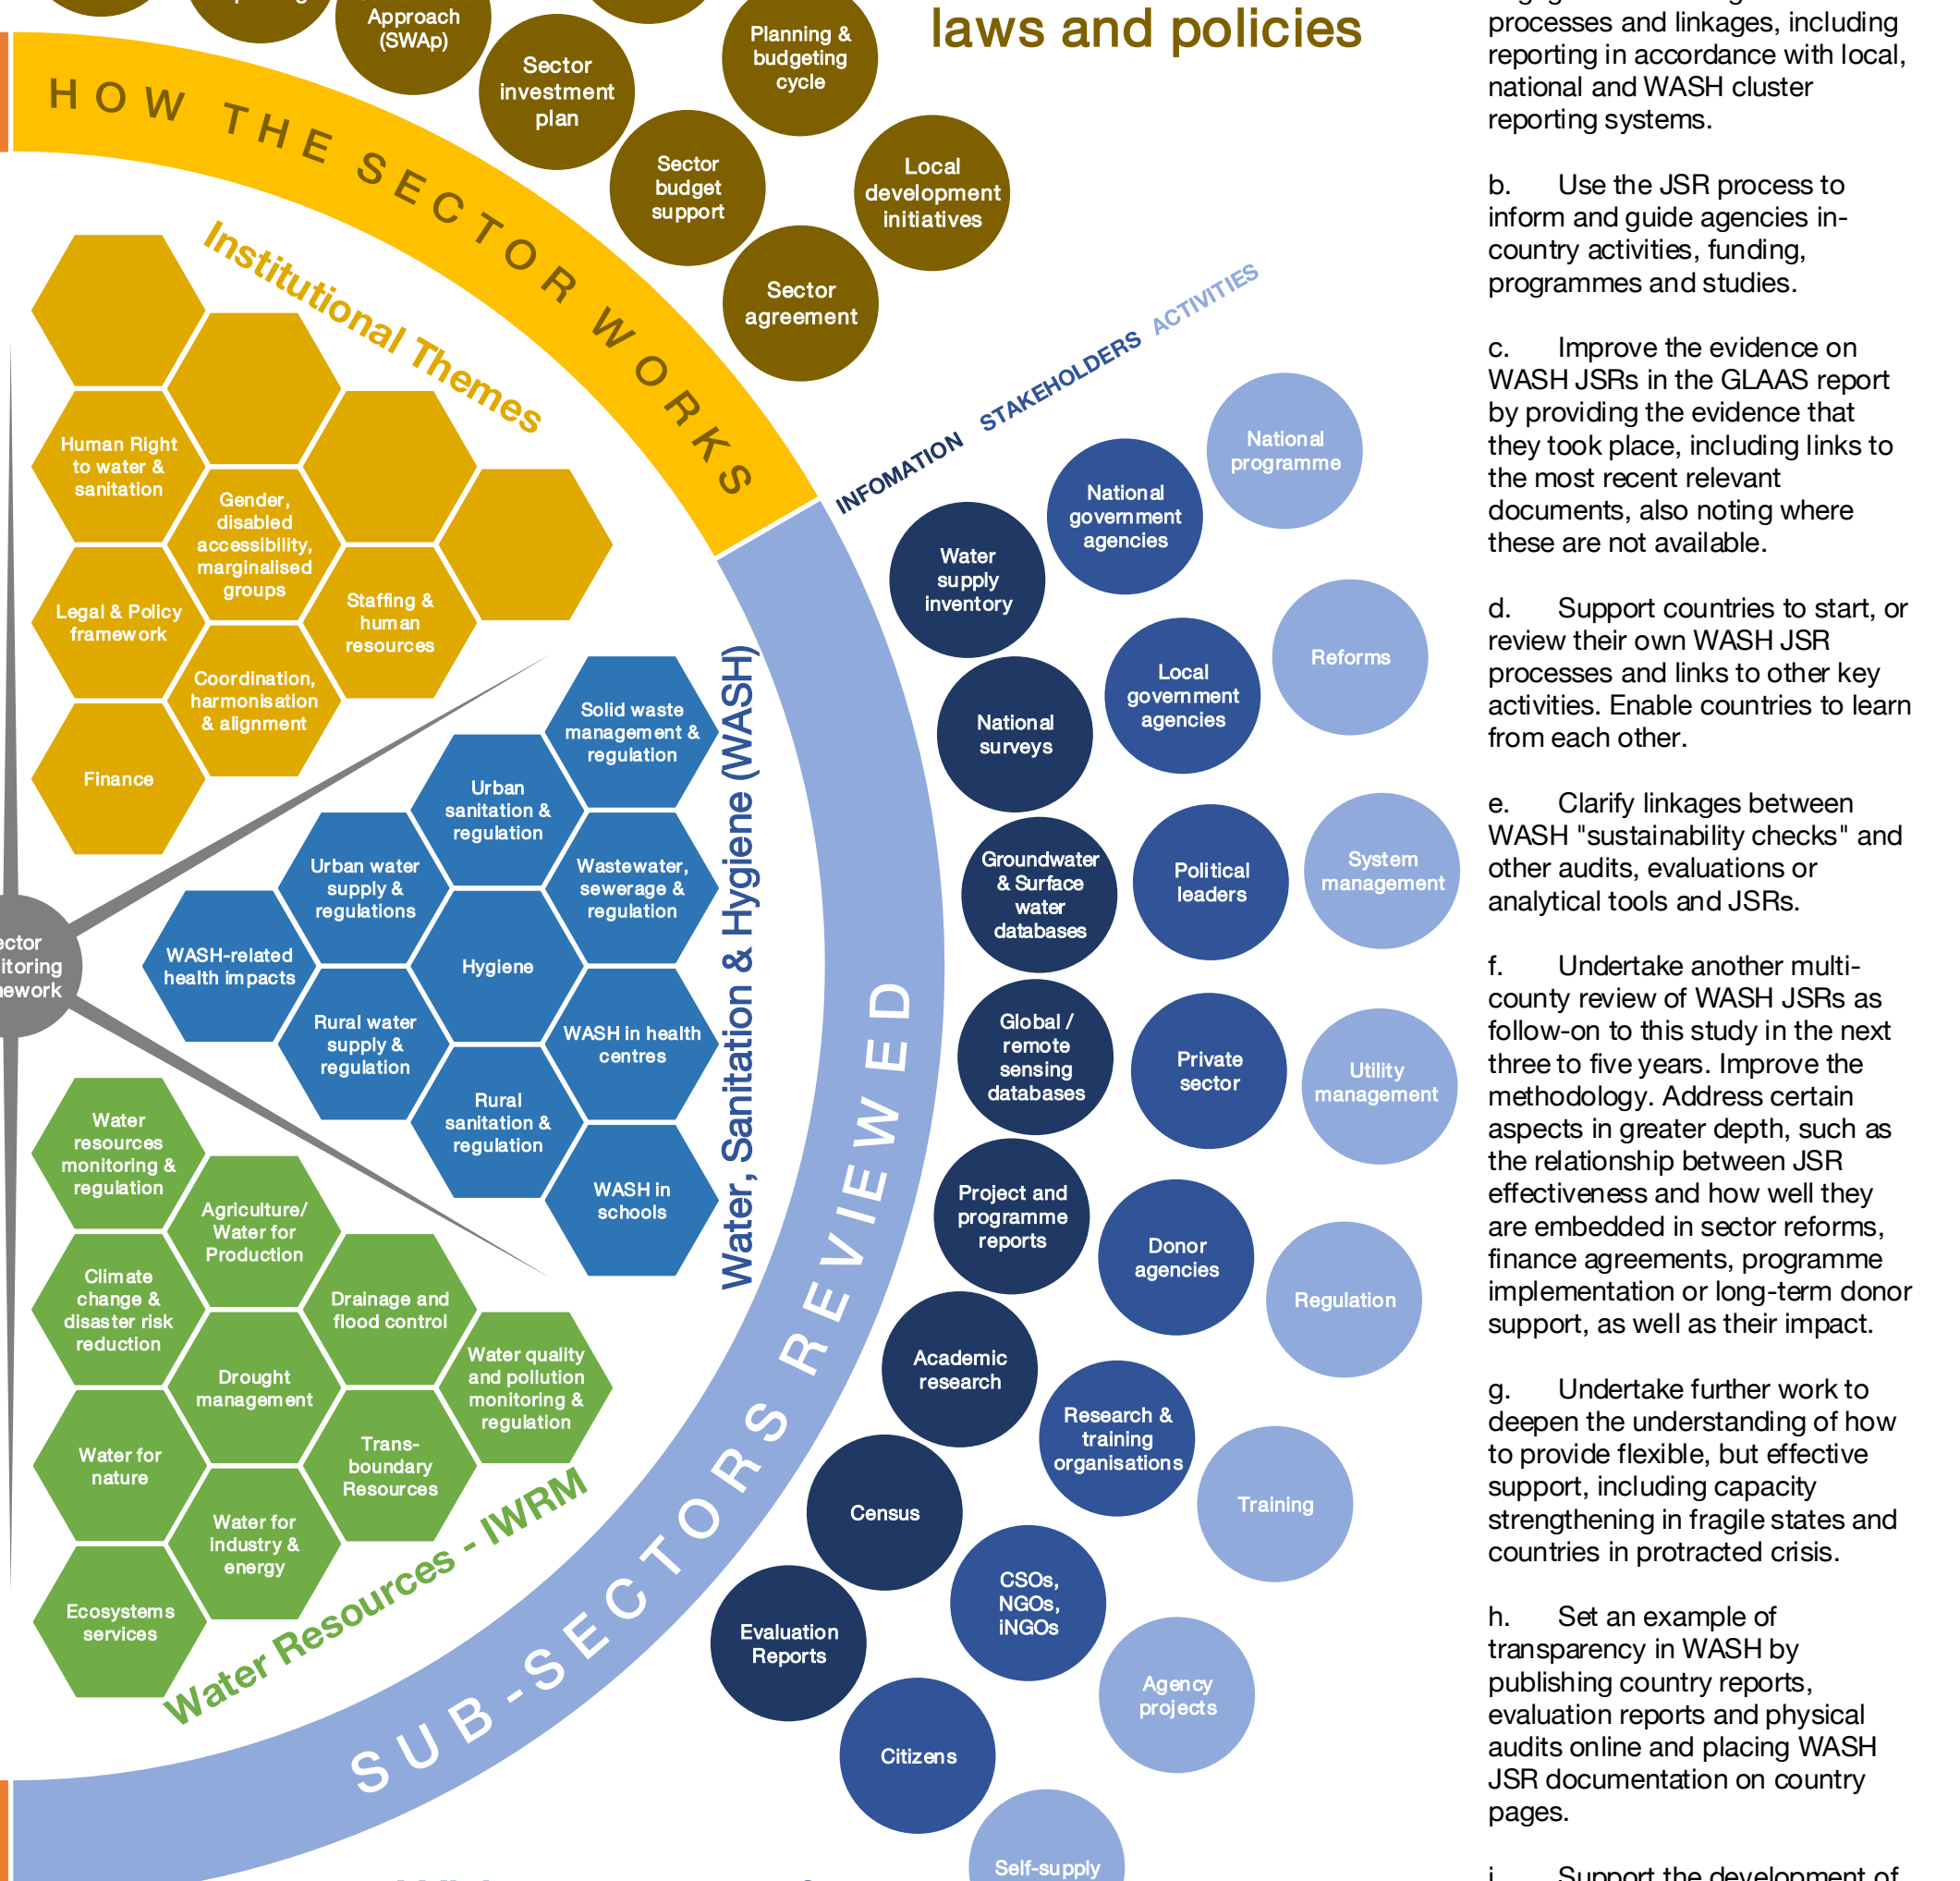 Approach
(SWAp)
Sector
investment
plan
Planning &
budgeting
cycle
Sector
budget
support
Local
development
initiatives
Sector
agreement
laws and policies
HOW THE SECTOR WORKS
Institutional Themes
Human Right
to water &
sanitation
Gender,
disabled
accessibility,
marginalised
groups
Legal & Policy
framework
Staffing &
human
resources
Coordination,
harmonisation
& alignment
Finance
ector
itoring
ework
Solid waste
management &
regulation
Urban
sanitation &
regulation
Urban water
supply &
regulations
Wastewater,
sewerage &
regulation
WASH-related
health impacts
Hygiene
Rural water
supply &
regulation
WASH in health
centres
Rural
sanitation &
regulation
WASH in
schools
Water, Sanitation & Hygiene (WASH)
Water
resources
monitoring &
regulation
Agriculture/
Water for
Production
Climate
change &
disaster risk
reduction
Drainage and
flood control
Drought
management
Water quality
and pollution
monitoring &
regulation
Water for
nature
Trans-
boundary
Resources
Water for
industry &
energy
Ecosystems
services
Water Resources - IWRM
SUB-SECTORS REVIEWED
INFOMATION STAKEHOLDERS ACTIVITIES
Water
supply
inventory
National
surveys
Groundwater
& Surface
water
databases
Global /
remote
sensing
databases
Project and
programme
reports
Academic
research
Census
Evaluation
Reports
National
government
agencies
Local
government
agencies
Political
leaders
Private
sector
Donor
agencies
Research &
training
organisations
CSOs,
NGOs,
iNGOs
Citizens
National
programme
Reforms
System
management
Utility
management
Regulation
Training
Agency
projects
Self-supply
processes and linkages, including
reporting in accordance with local,
national and WASH cluster
reporting systems.
b. Use the JSR process to
inform and guide agencies in-
country activities, funding,
programmes and studies.
c. Improve the evidence on
WASH JSRs in the GLAAS report
by providing the evidence that
they took place, including links to
the most recent relevant
documents, also noting where
these are not available.
d. Support countries to start, or
review their own WASH JSR
processes and links to other key
activities. Enable countries to learn
from each other.
e. Clarify linkages between
WASH "sustainability checks" and
other audits, evaluations or
analytical tools and JSRs.
f. Undertake another multi-
county review of WASH JSRs as
follow-on to this study in the next
three to five years. Improve the
methodology. Address certain
aspects in greater depth, such as
the relationship between JSR
effectiveness and how well they
are embedded in sector reforms,
finance agreements, programme
implementation or long-term donor
support, as well as their impact.
g. Undertake further work to
deepen the understanding of how
to provide flexible, but effective
support, including capacity
strengthening in fragile states and
countries in protracted crisis.
h. Set an example of
transparency in WASH by
publishing country reports,
evaluation reports and physical
audits online and placing WASH
JSR documentation on country
pages.
i. Support the development of